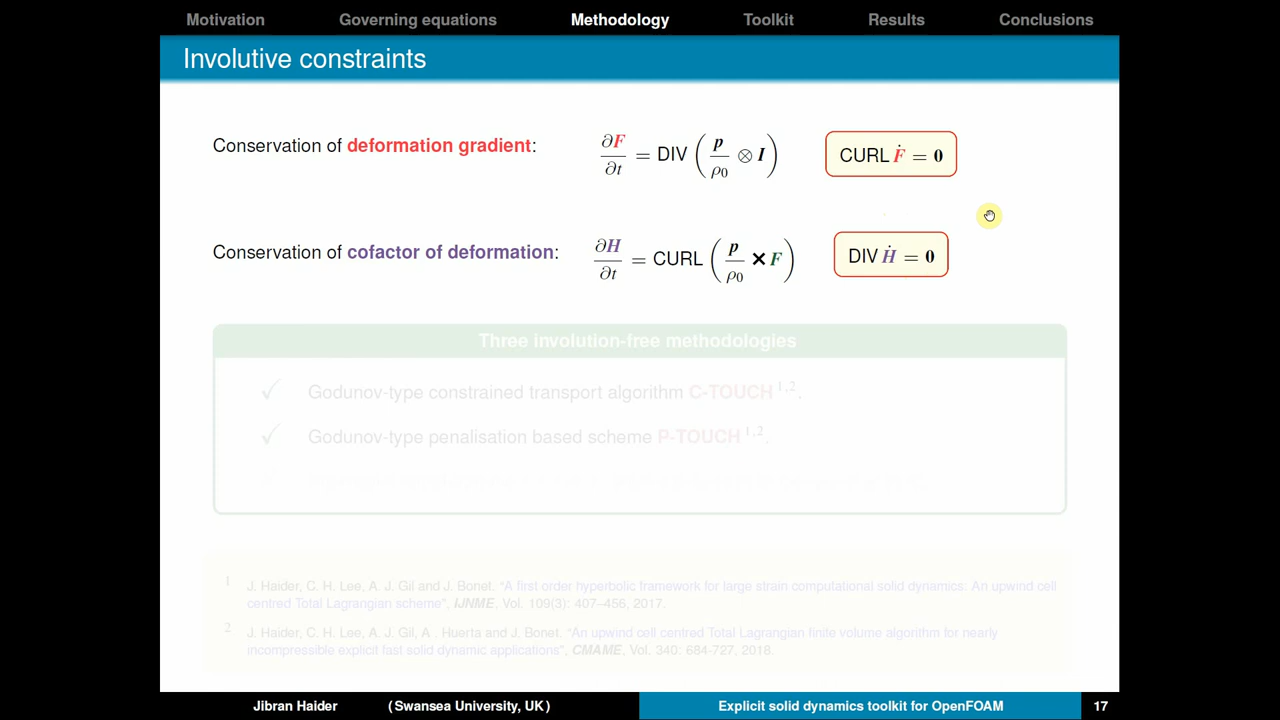 Motivation Governing equations Methodology Toolkit Results Conclusions
Involutive constraints
Conservation of deformation gradient: ∂F/∂t = DIV (p/ρ₀ ⊗ I) CURL Ḟ = 0
Conservation of cofactor of deformation: ∂H/∂t = CURL (p/ρ₀ × F) DIV Ḣ = 0
Three involution-free methodologies
✓ Godunov-type constrained transport algorithm C-TOUCH 1,2.
✓ Godunov-type penalisation based scheme P-TOUCH 1,2.
1 J. Haider, C. H. Lee, A. J. Gil and J. Bonet. "A first order hyperbolic framework for large strain computational solid dynamics: An upwind cell
centred Total Lagrangian scheme", IJNME, Vol: 109(3): 407–456, 2017.
2 J. Haider, C. H. Lee, A. J. Gil, A . Huerta and J. Bonet. "An upwind cell centred Total Lagrangian finite volume algorithm for nearly
incompressible explicit fast solid dynamic applications", CMAME, Vol. 340: 684-727, 2018.
Jibran Haider (Swansea University, UK) Explicit solid dynamics toolkit for OpenFOAM 17